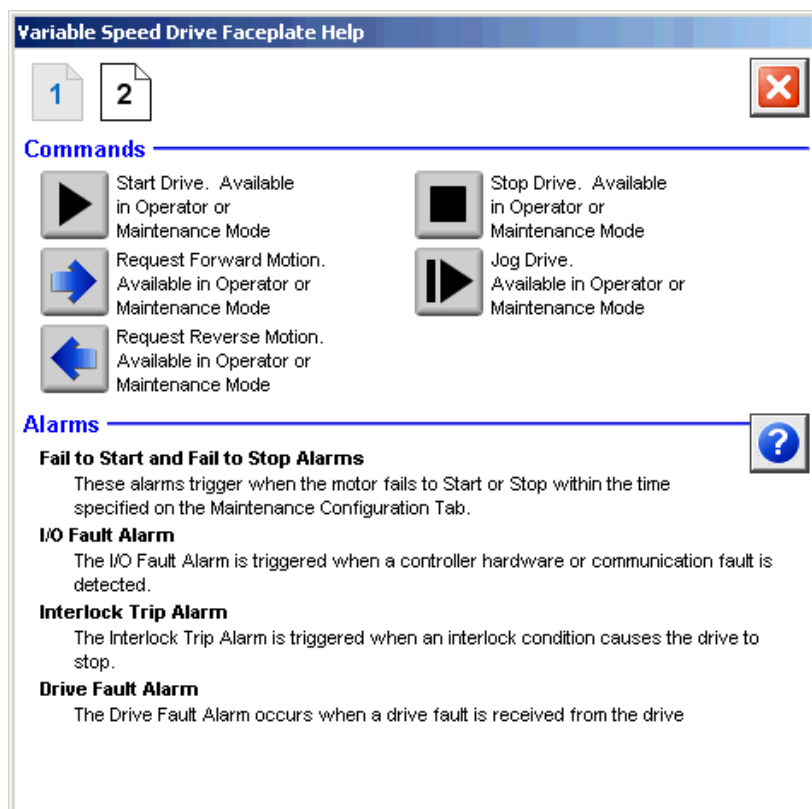 Variable Speed Drive Faceplate Help
1 2
Commands
Start Drive. Available
in Operator or
Maintenance Mode
Stop Drive. Available
in Operator or
Maintenance Mode
Request Forward Motion.
Available in Operator or
Maintenance Mode
Jog Drive.
Available in Operator or
Maintenance Mode
Request Reverse Motion.
Available in Operator or
Maintenance Mode
Alarms
?
Fail to Start and Fail to Stop Alarms
These alarms trigger when the motor fails to Start or Stop within the time
specified on the Maintenance Configuration Tab.
I/O Fault Alarm
The I/O Fault Alarm is triggered when a controller hardware or communication fault is
detected.
Interlock Trip Alarm
The Interlock Trip Alarm is triggered when an interlock condition causes the drive to
stop.
Drive Fault Alarm
The Drive Fault Alarm occurs when a drive fault is received from the drive